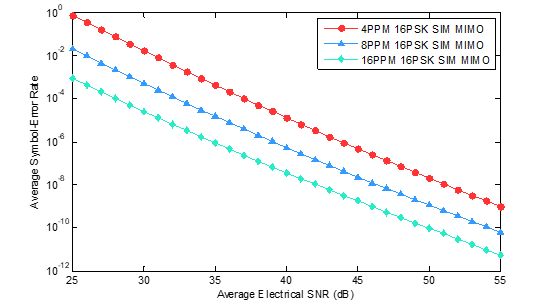 10^0
4PPM 16PSK SIM MIMO
8PPM 16PSK SIM MIMO
16PPM 16PSK SIM MIMO
10^-2
10^-4
10^-6
10^-8
10^-10
10^-12
Average Symbol-Error Rate
25 30 35 40 45 50 55
Average Electrical SNR (dB)